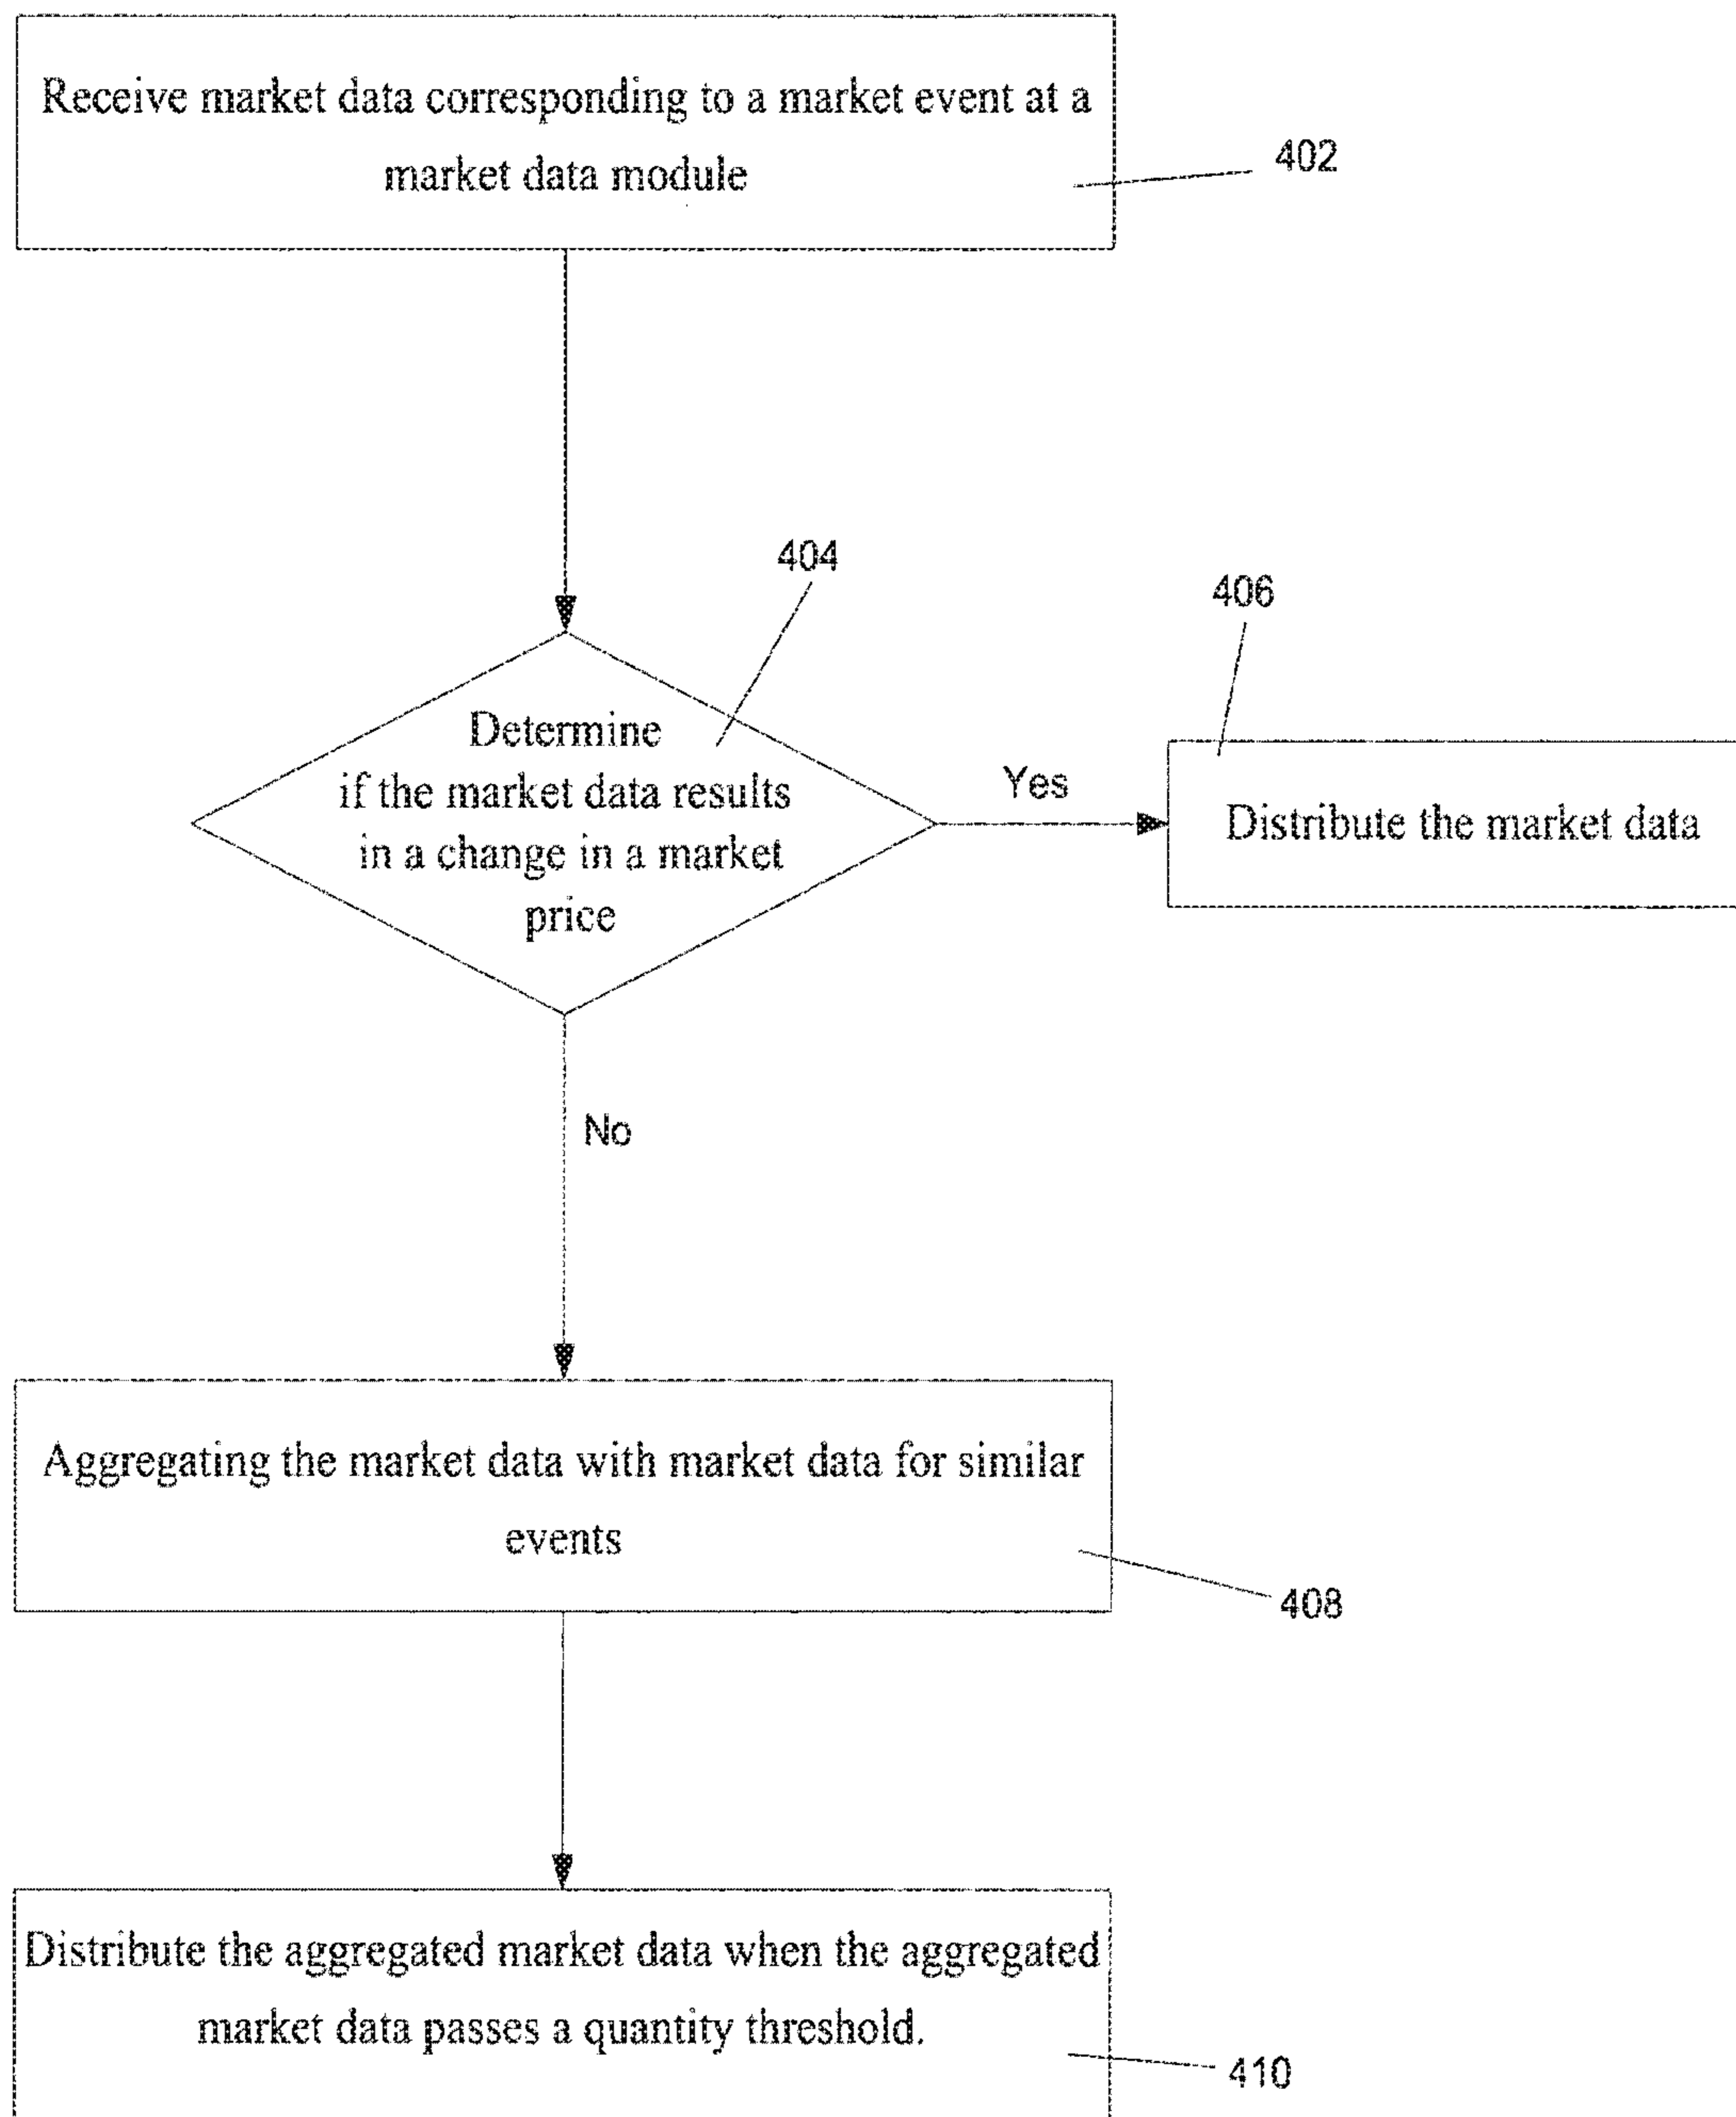 Receive market data corresponding to a market event at a
market data module
402
404
406
Determine
if the market data results
in a change in a market
price
Yes
Distribute the market data
No
Aggregating the market data with market data for similar
events
408
Distribute the aggregated market data when the aggregated
market data passes a quantity threshold.
410